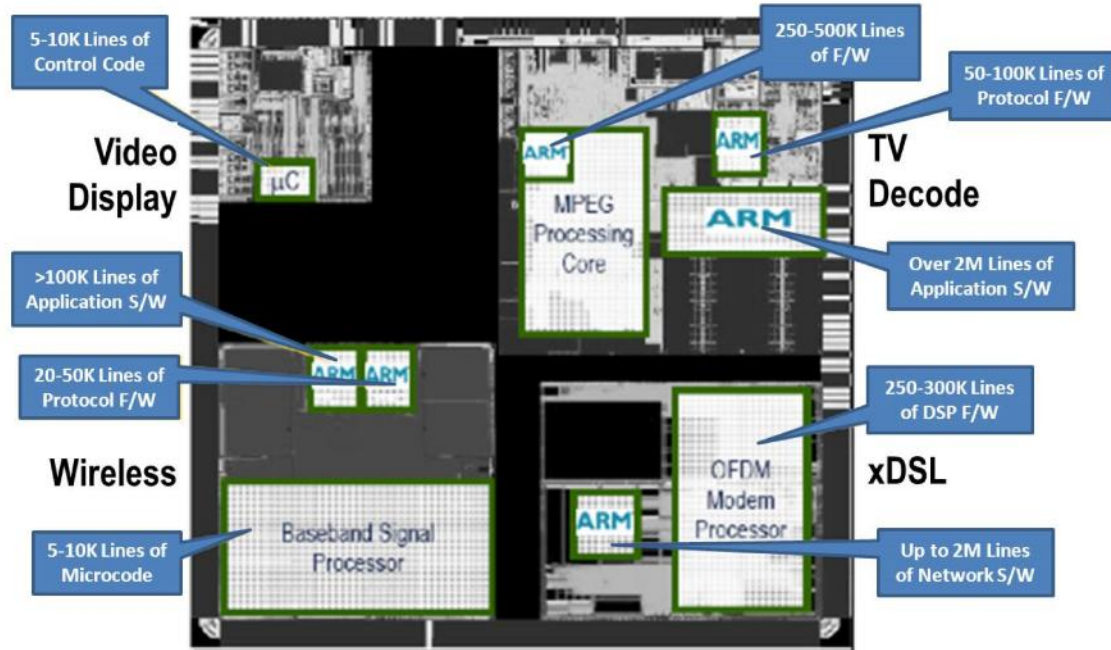 5-10K Lines of
Control Code
Video
Display
µC
250-500K Lines
of F/W
50-100K Lines of
Protocol F/W
TV
Decode
ARM
ARM
MPEG
Processing
Core
ARM
Over 2M Lines of
Application S/W
>100K Lines of
Application S/W
20-50K Lines of
Protocol F/W
ARM
ARM
Wireless
Baseband Signal
Processor
5-10K Lines of
Microcode
250-300K Lines
of DSP F/W
xDSL
OFDM
Modem
Processor
ARM
Up to 2M Lines
of Network S/W